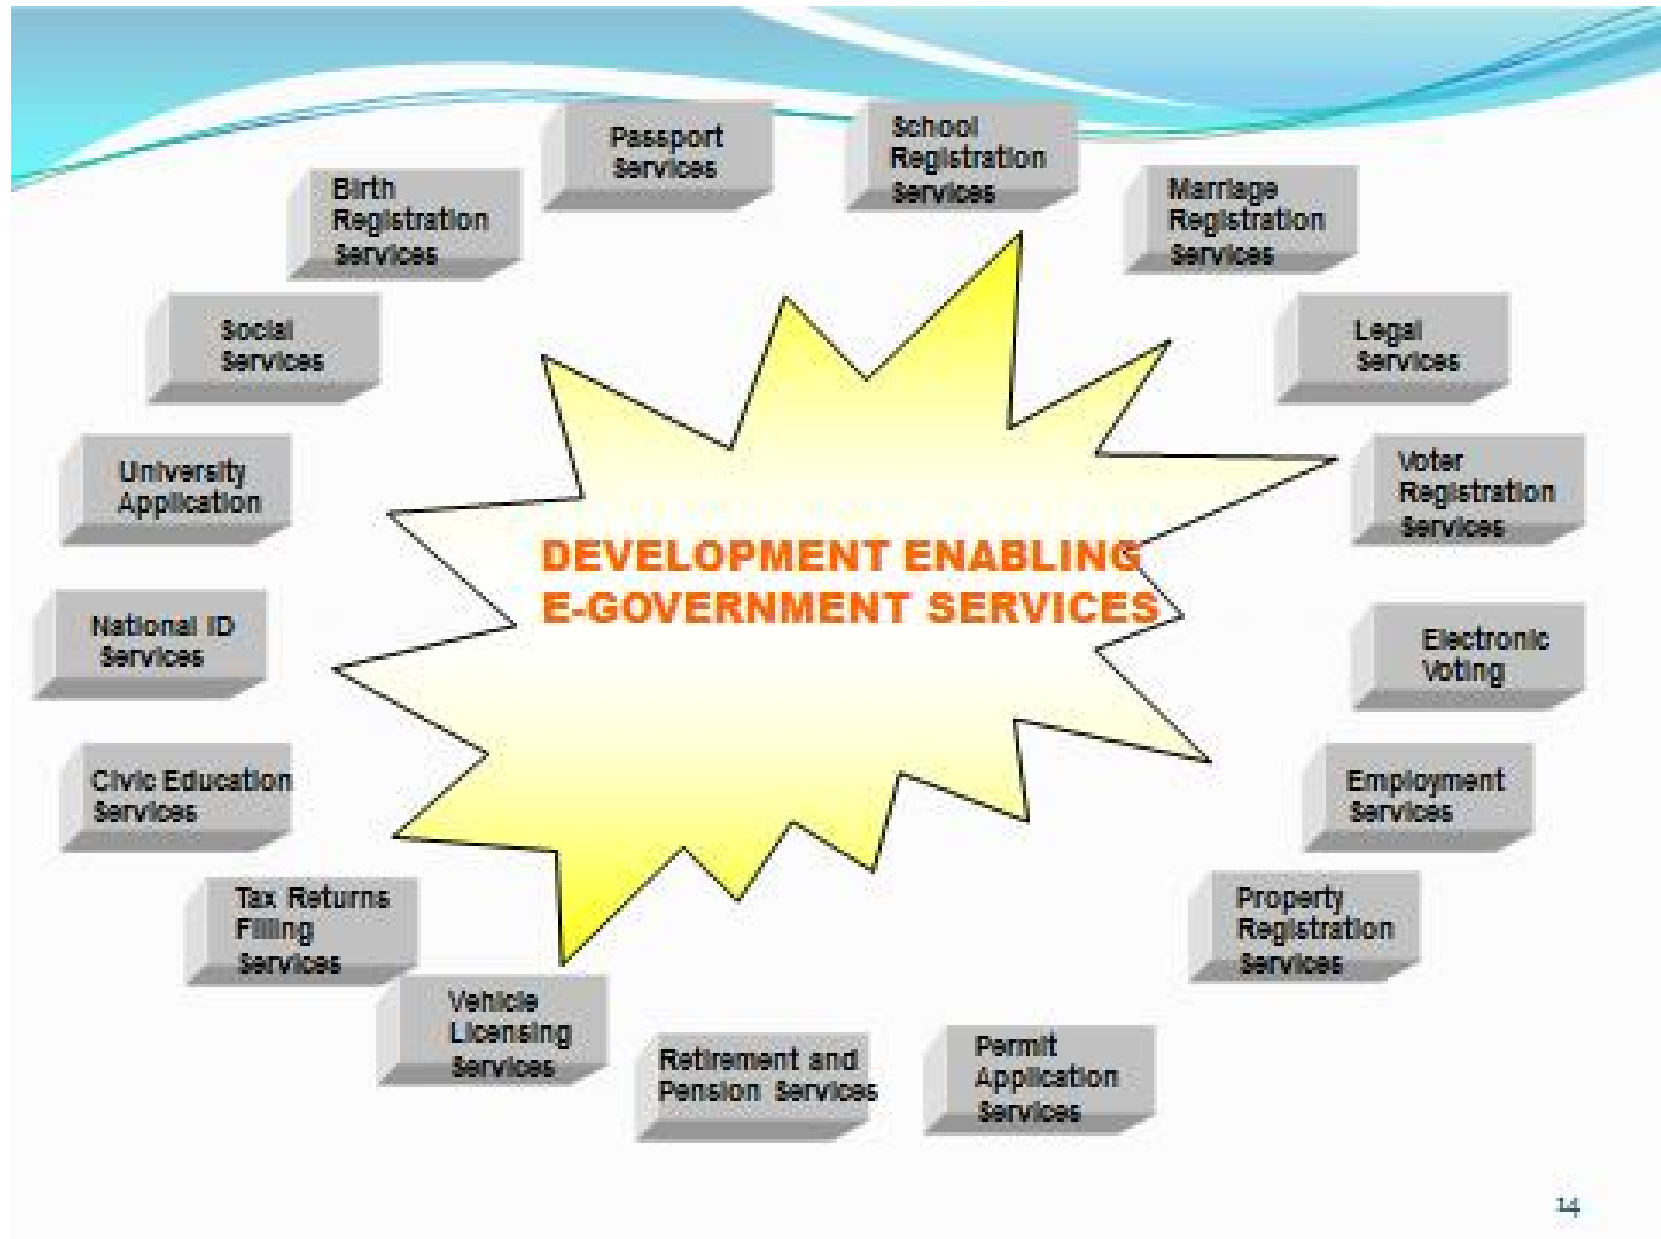 Passport
Services
School
Registration
Services
Birth
Registration
Services
Marriage
Registration
Services
Social
Services
Legal
Services
University
Application
Voter
Registration
Services
DEVELOPMENT ENABLING
E-GOVERNMENT SERVICES
National ID
Services
Electronic
Voting
Civic Education
Services
Employment
Services
Tax Returns
Filling
Services
Property
Registration
Services
Vehicle
Licensing
Services
Retirement and
Pension Services
Permit
Application
Services
14